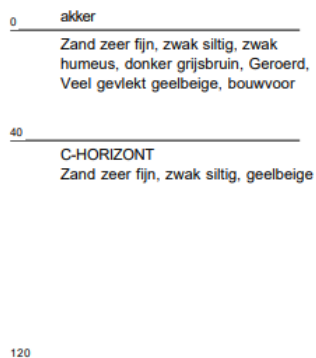 0 akker
Zand zeer fijn, zwak siltig, zwak
humeus, donker grijsbruin, Geroerd,
Veel gevlekt geelbeige, bouwvoor
40
C-HORIZONT
Zand zeer fijn, zwak siltig, geelbeige
120